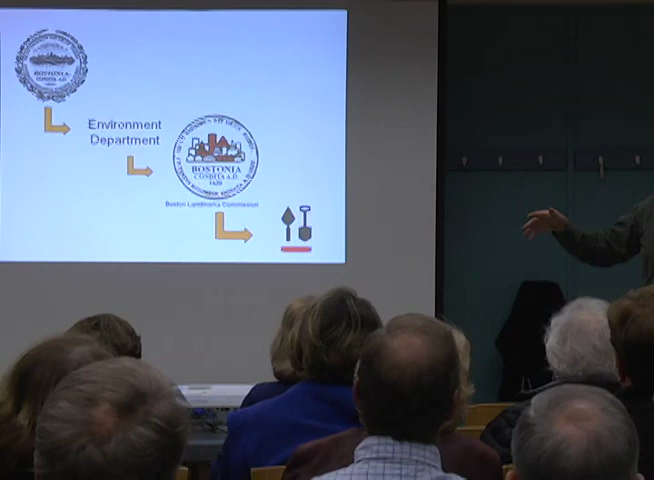 BOSTONIA
CONDITA A.D.
Environment
Department
BOSTONIA
CONDITA A.D.
1630
Boston Landmarks Commission